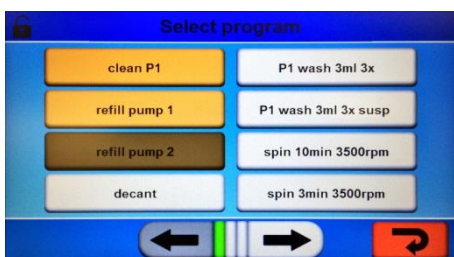 Select program
clean P1
P1 wash 3ml 3x
refill pump 1
P1 wash 3ml 3x susp
refill pump 2
spin 10min 3500rpm
decant
spin 3min 3500rpm